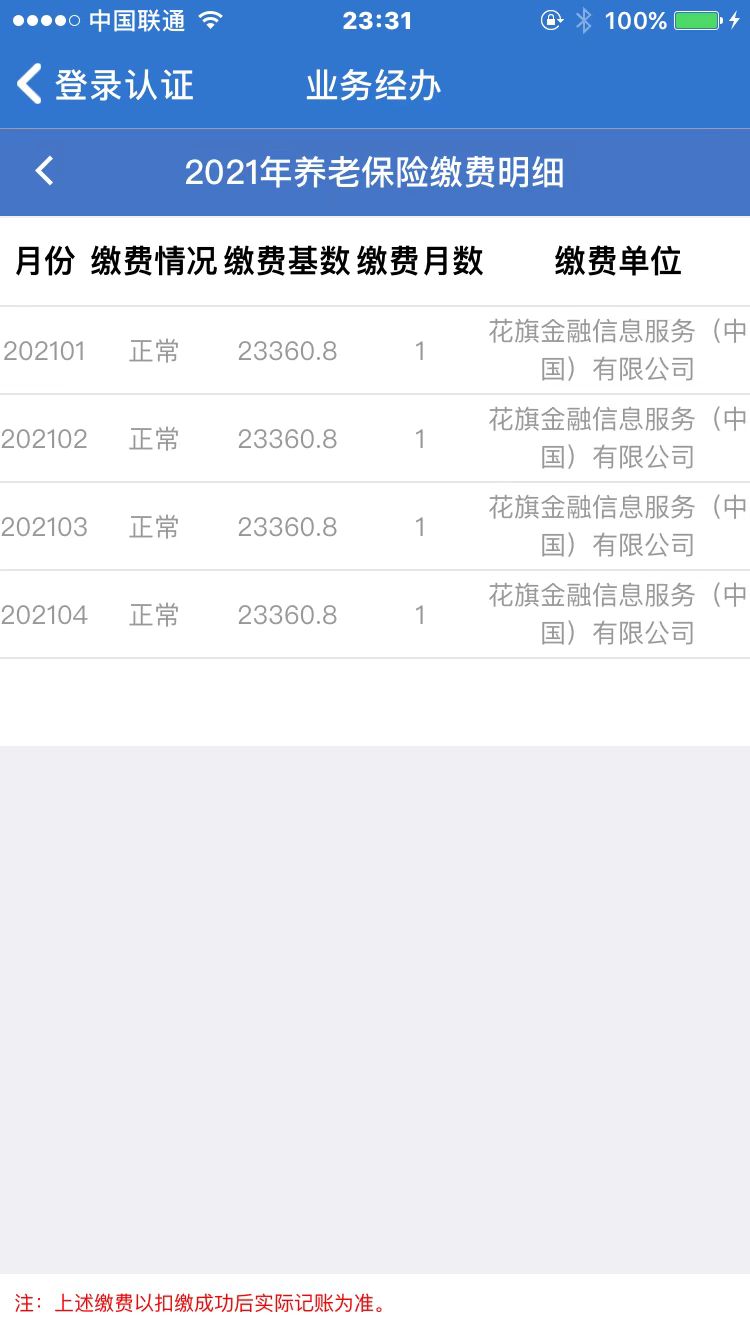 中国联通 23:31 100%
登录认证 业务经办
2021年养老保险缴费明细
月份 缴费情况 缴费基数 缴费月数 缴费单位
202101 正常 23360.8 1 花旗金融信息服务（中
国）有限公司
202102 正常 23360.8 1 花旗金融信息服务（中
国）有限公司
202103 正常 23360.8 1 花旗金融信息服务（中
国）有限公司
202104 正常 23360.8 1 花旗金融信息服务（中
国）有限公司
注：上述缴费以扣缴成功后实际记账为准。